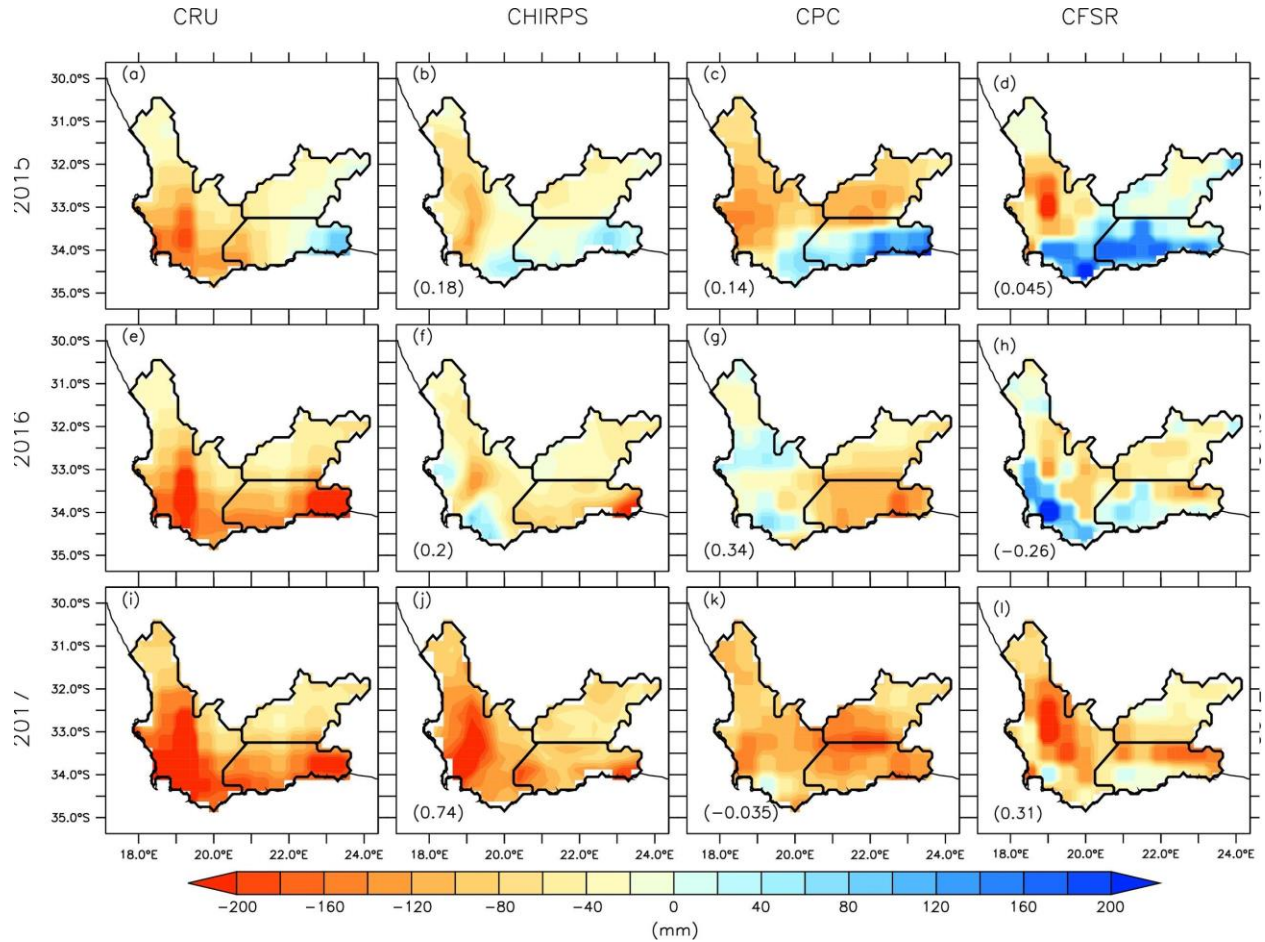 CRU CHIRPS CPC CFSR
2015
(a) (b) (c) (d)
30.0°S
31.0°S
32.0°S
33.0°S
34.0°S
35.0°S
(0.18) (0.14) (0.045)
2016
(e) (f) (g) (h)
30.0°S
31.0°S
32.0°S
33.0°S
34.0°S
35.0°S
(0.2) (0.34) (−0.26)
(i) (j) (k) (l)
30.0°S
31.0°S
32.0°S
33.0°S
34.0°S
35.0°S
(0.74) (−0.035) (0.31)
18.0°E 20.0°E 22.0°E 24.0°E 18.0°E 20.0°E 22.0°E 24.0°E 18.0°E 20.0°E 22.0°E 24.0°E 18.0°E 20.0°E 22.0°E 24.0°E
−200 −160 −120 −80 −40 0 40 80 120 160 200
(mm)